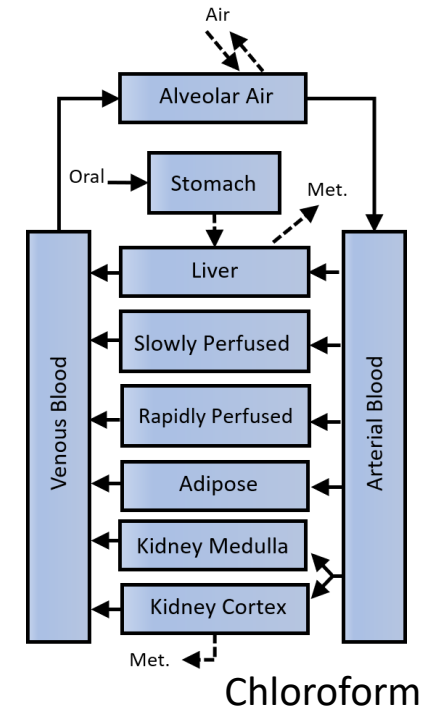 Air
Alveolar Air
Oral
Stomach
Met.
Liver
Slowly Perfused
Rapidly Perfused
Adipose
Kidney Medulla
Kidney Cortex
Venous Blood
Arterial Blood
Met.
Chloroform